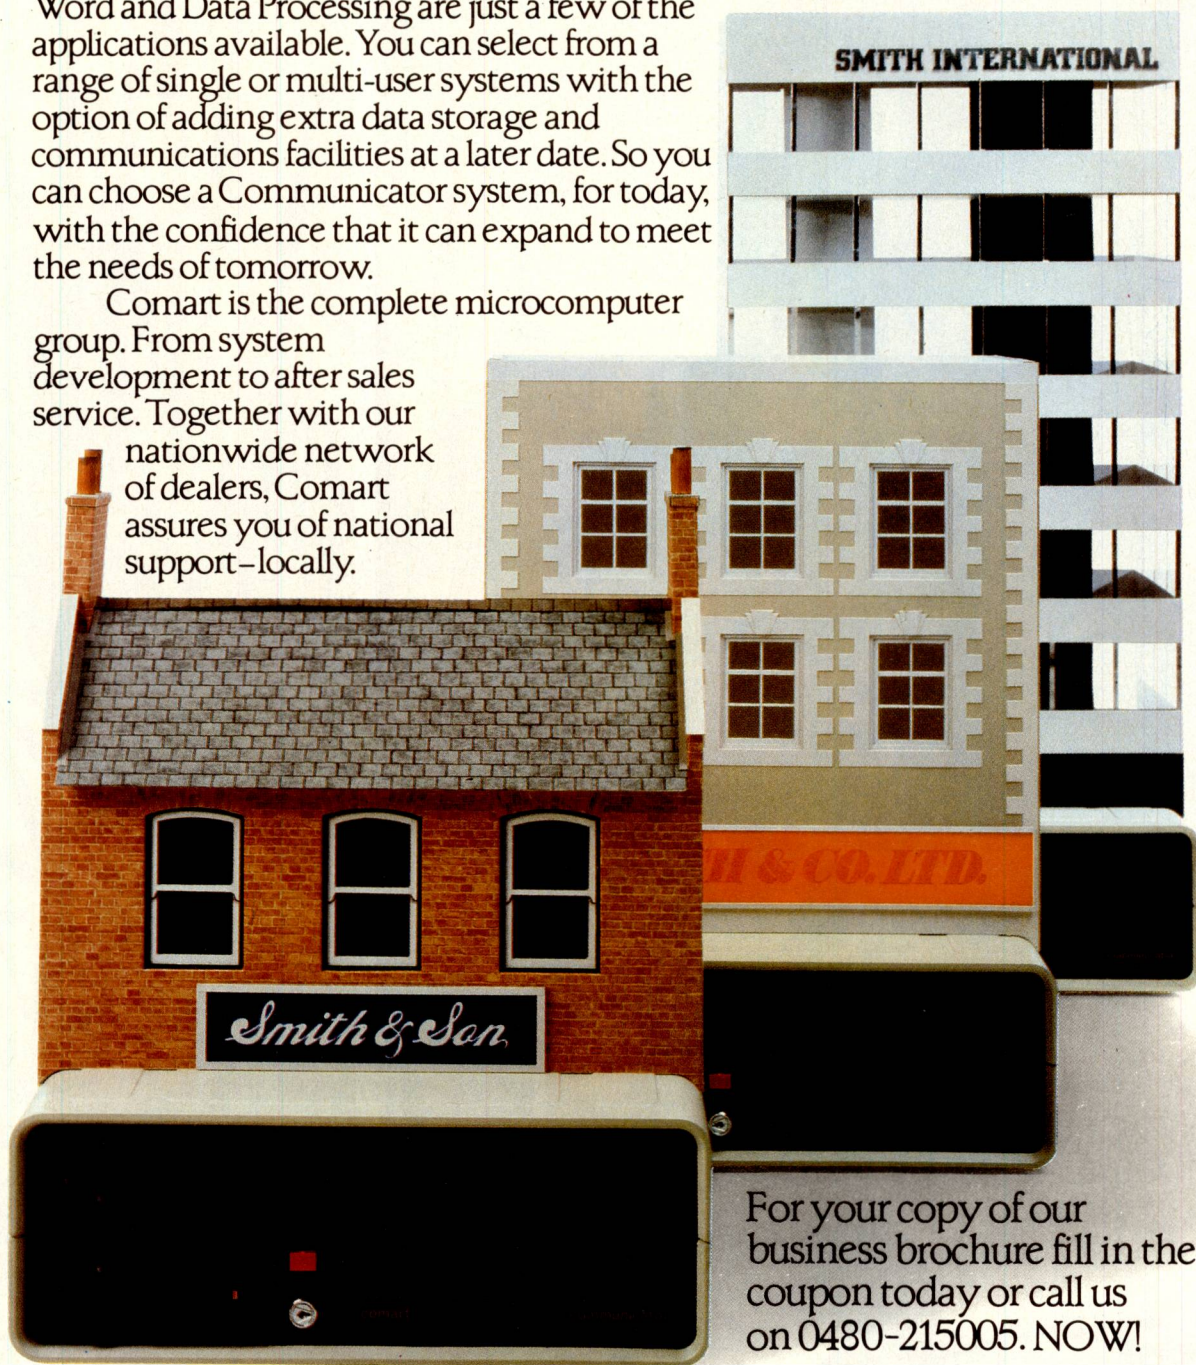 Word and Data Processing are just a few of the
applications available. You can select from a
range of single or multi-user systems with the
option of adding extra data storage and
communications facilities at a later date. So you
can choose a Communicator system, for today,
with the confidence that it can expand to meet
the needs of tomorrow.
Comart is the complete microcomputer
group. From system
development to after sales
service. Together with our
nationwide network
of dealers, Comart
assures you of national
support–locally.
SMITH INTERNATIONAL
H & CO. LTD.
Smith & Son
comart
For your copy of our
business brochure fill in the
coupon today or call us
on 0480-215005. NOW!